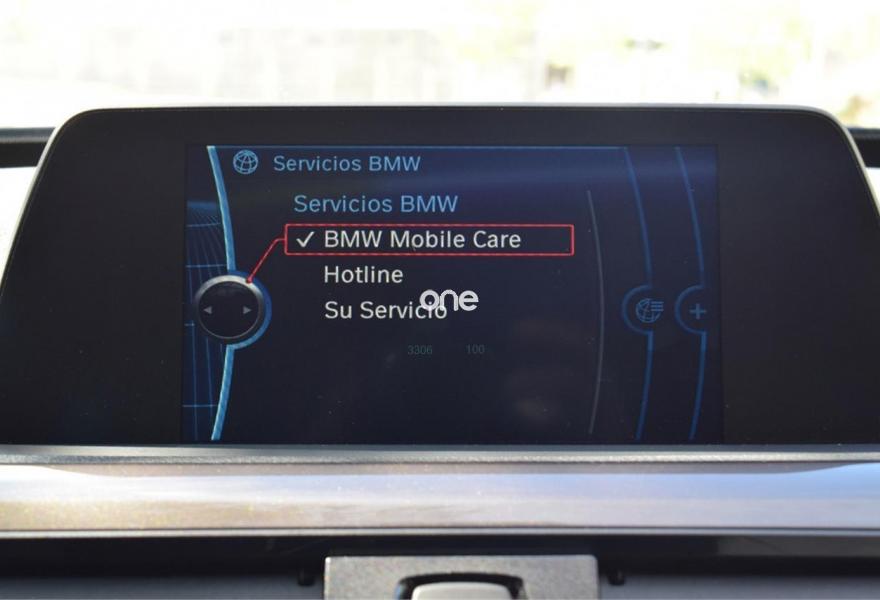 Servicios BMW
Servicios BMW
✓ BMW Mobile Care
Hotline
Su Servicio
one
3306 100